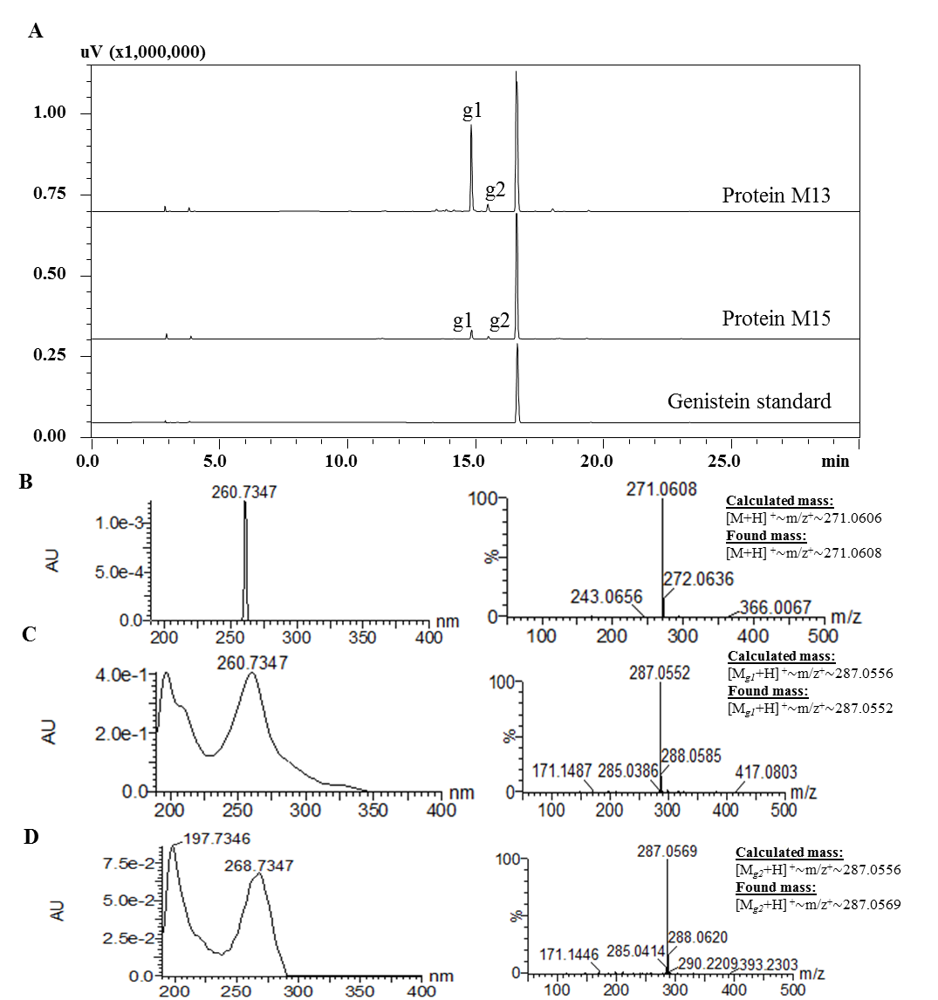 A
uV (x1,000,000)
1.00
0.75
0.50
0.25
0.00
g1
g2
Protein M13
g1 g2
Protein M15
Genistein standard
0.0 5.0 10.0 15.0 20.0 25.0 min
B
260.7347
1.0e-3
5.0e-4
0.0
AU
200 250 300 350 400 nm
271.0608
100
%
0
272.0636
243.0656
366.0067
100 200 300 400 500 m/z
Calculated mass:
[M+H] +~m/z+~271.0606
Found mass:
[M+H] +~m/z+~271.0608
C
260.7347
4.0e-1
2.0e-1
0.0
AU
200 250 300 350 400 nm
287.0552
100
%
0
288.0585
171.1487 285.0386
417.0803
100 200 300 400 500 m/z
Calculated mass:
[Mg1+H] +~m/z+~287.0556
Found mass:
[Mg1+H] +~m/z+~287.0552
D
197.7346
268.7347
7.5e-2
5.0e-2
2.5e-2
0.0
AU
200 250 300 350 400 nm
287.0569
100
%
0
288.0620
171.1446 285.0414
290.2209 393.2303
100 200 300 400 500 m/z
Calculated mass:
[Mg2+H] +~m/z+~287.0556
Found mass:
[Mg2+H] +~m/z+~287.0569